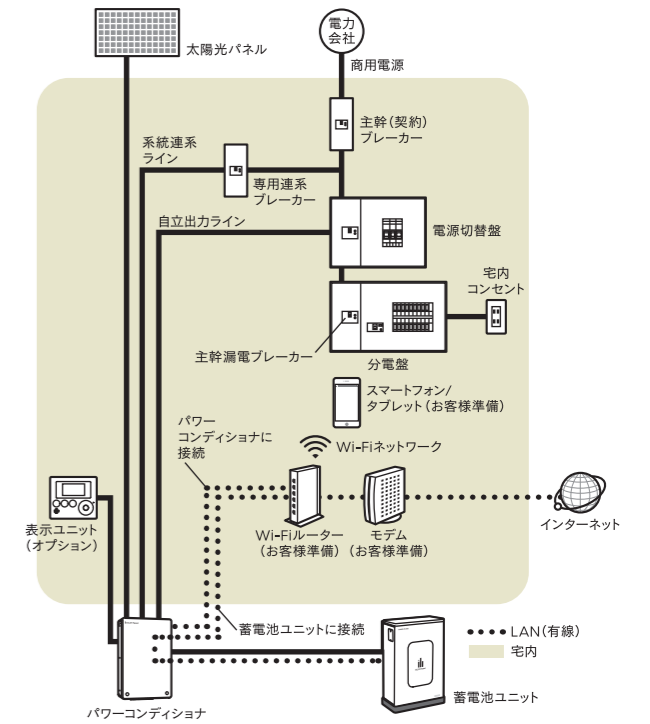 太陽光パネル
電力
会社
商用電源
主幹(契約)
ブレーカー
系統連系
ライン
専用連系
ブレーカー
自立出力ライン
電源切替盤
宅内
コンセント
主幹漏電ブレーカー
分電盤
スマートフォン/
タブレット(お客様準備)
パワー
コンディショナに
接続
Wi-Fiネットワーク
表示ユニット
(オプション)
Wi-Fiルーター
(お客様準備)
モデム
(お客様準備)
インターネット
蓄電池ユニットに接続
LAN(有線)
宅内
パワーコンディショナ
蓄電池ユニット